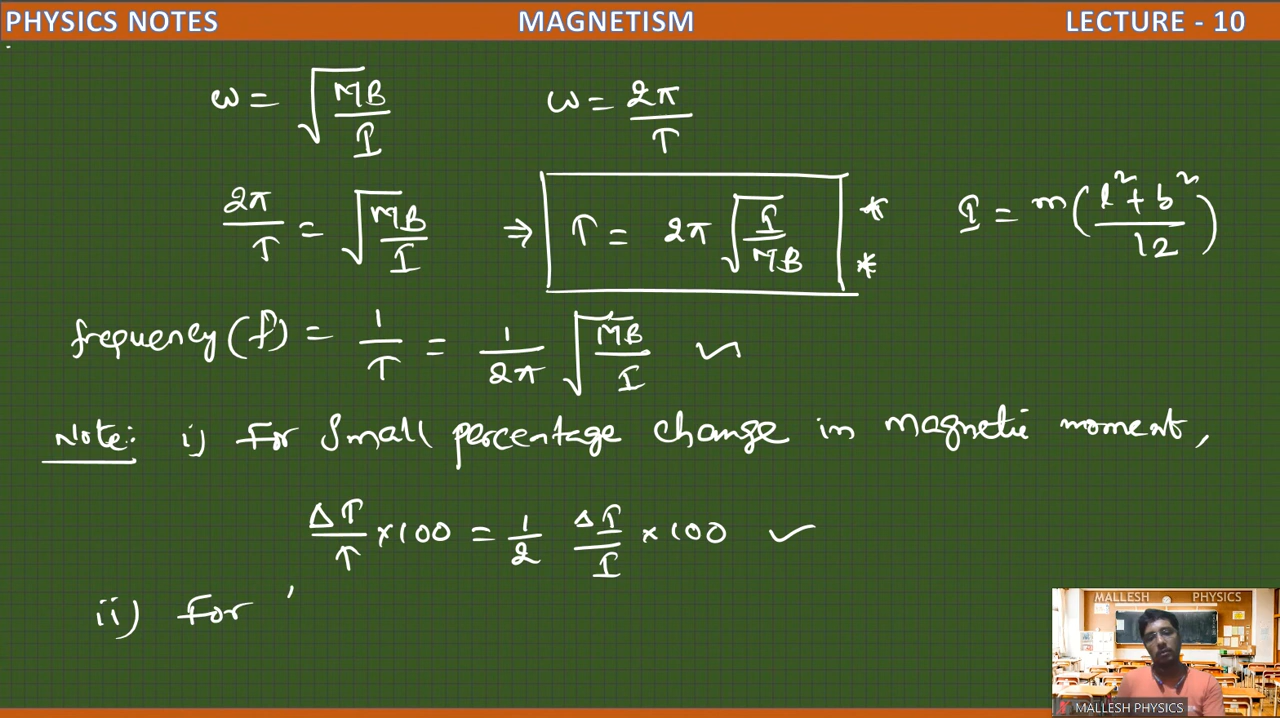 PHYSICS NOTES MAGNETISM LECTURE - 10
ω = √(MB/I) ω = 2π/T
2π/T = √(MB/I) ⇒ T = 2π √(I/MB) * * I = m(l² + b²/12)
frequency (f) = 1/T = 1/2π √(MB/I)
Note: i) For small percentage change in magnetic moment,
ΔT/T × 100 = 1/2 ΔI/I × 100 ✓
ii) For '
MALLESH PHYSICS
MALLESH PHYSICS